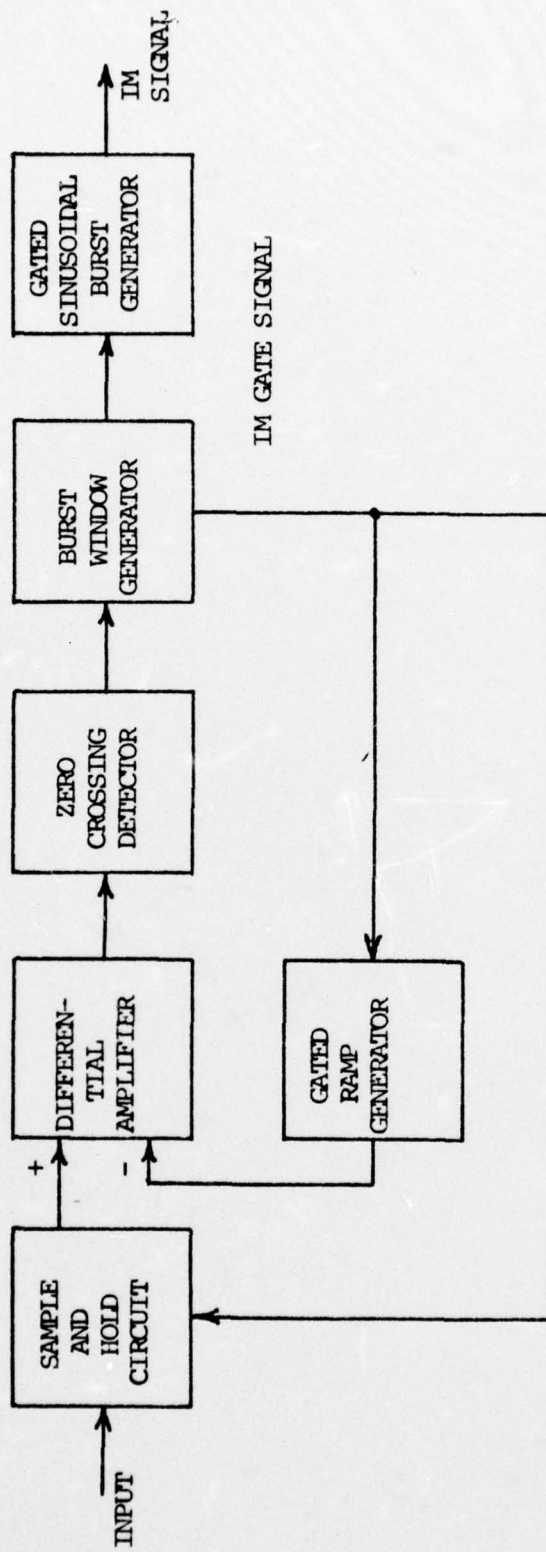 INPUT
SAMPLE
AND
HOLD
CIRCUIT
+
-
DIFFEREN-
TIAL
AMPLIFIER
ZERO
CROSSING
DETECTOR
BURST
WINDOW
GENERATOR
GATED
SINUSOIDAL
BURST
GENERATOR
IM
SIGNAL
GATED
RAMP
GENERATOR
IM GATE SIGNAL